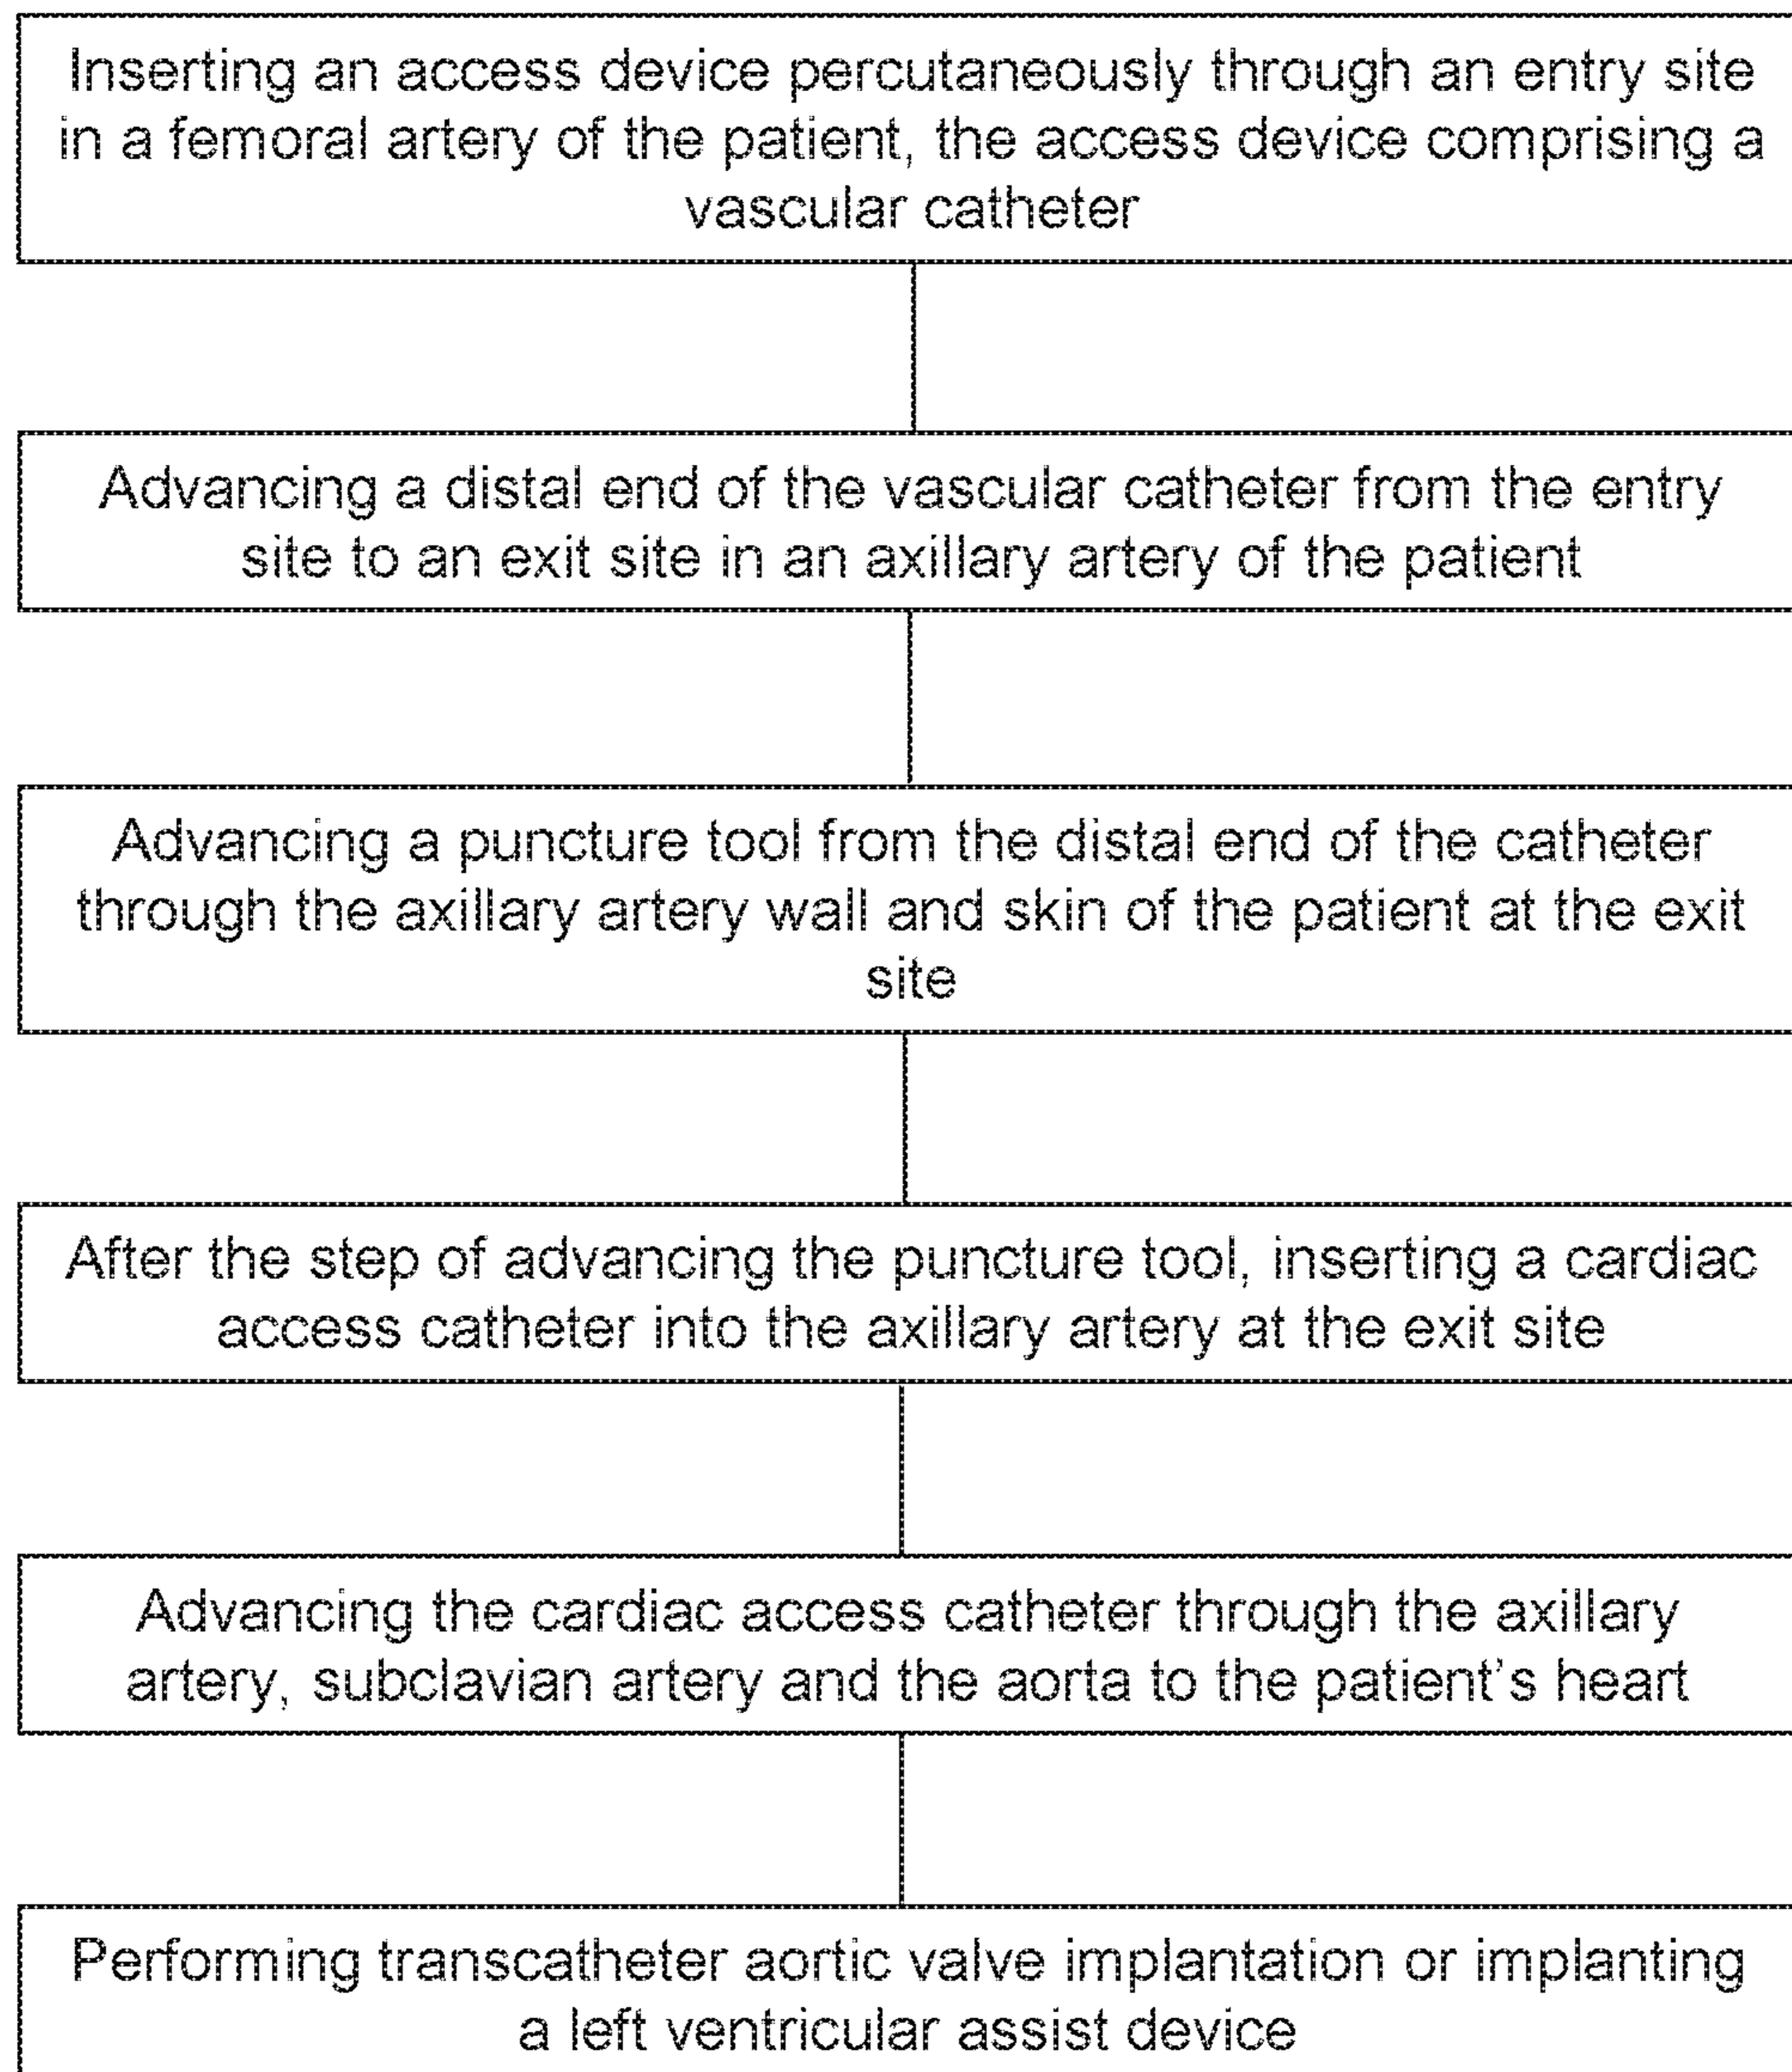 Inserting an access device percutaneously through an entry site
in a femoral artery of the patient, the access device comprising a
vascular catheter
Advancing a distal end of the vascular catheter from the entry
site to an exit site in an axillary artery of the patient
Advancing a puncture tool from the distal end of the catheter
through the axillary artery wall and skin of the patient at the exit
site
After the step of advancing the puncture tool, inserting a cardiac
access catheter into the axillary artery at the exit site
Advancing the cardiac access catheter through the axillary
artery, subclavian artery and the aorta to the patient's heart
Performing transcatheter aortic valve implantation or implanting
a left ventricular assist device